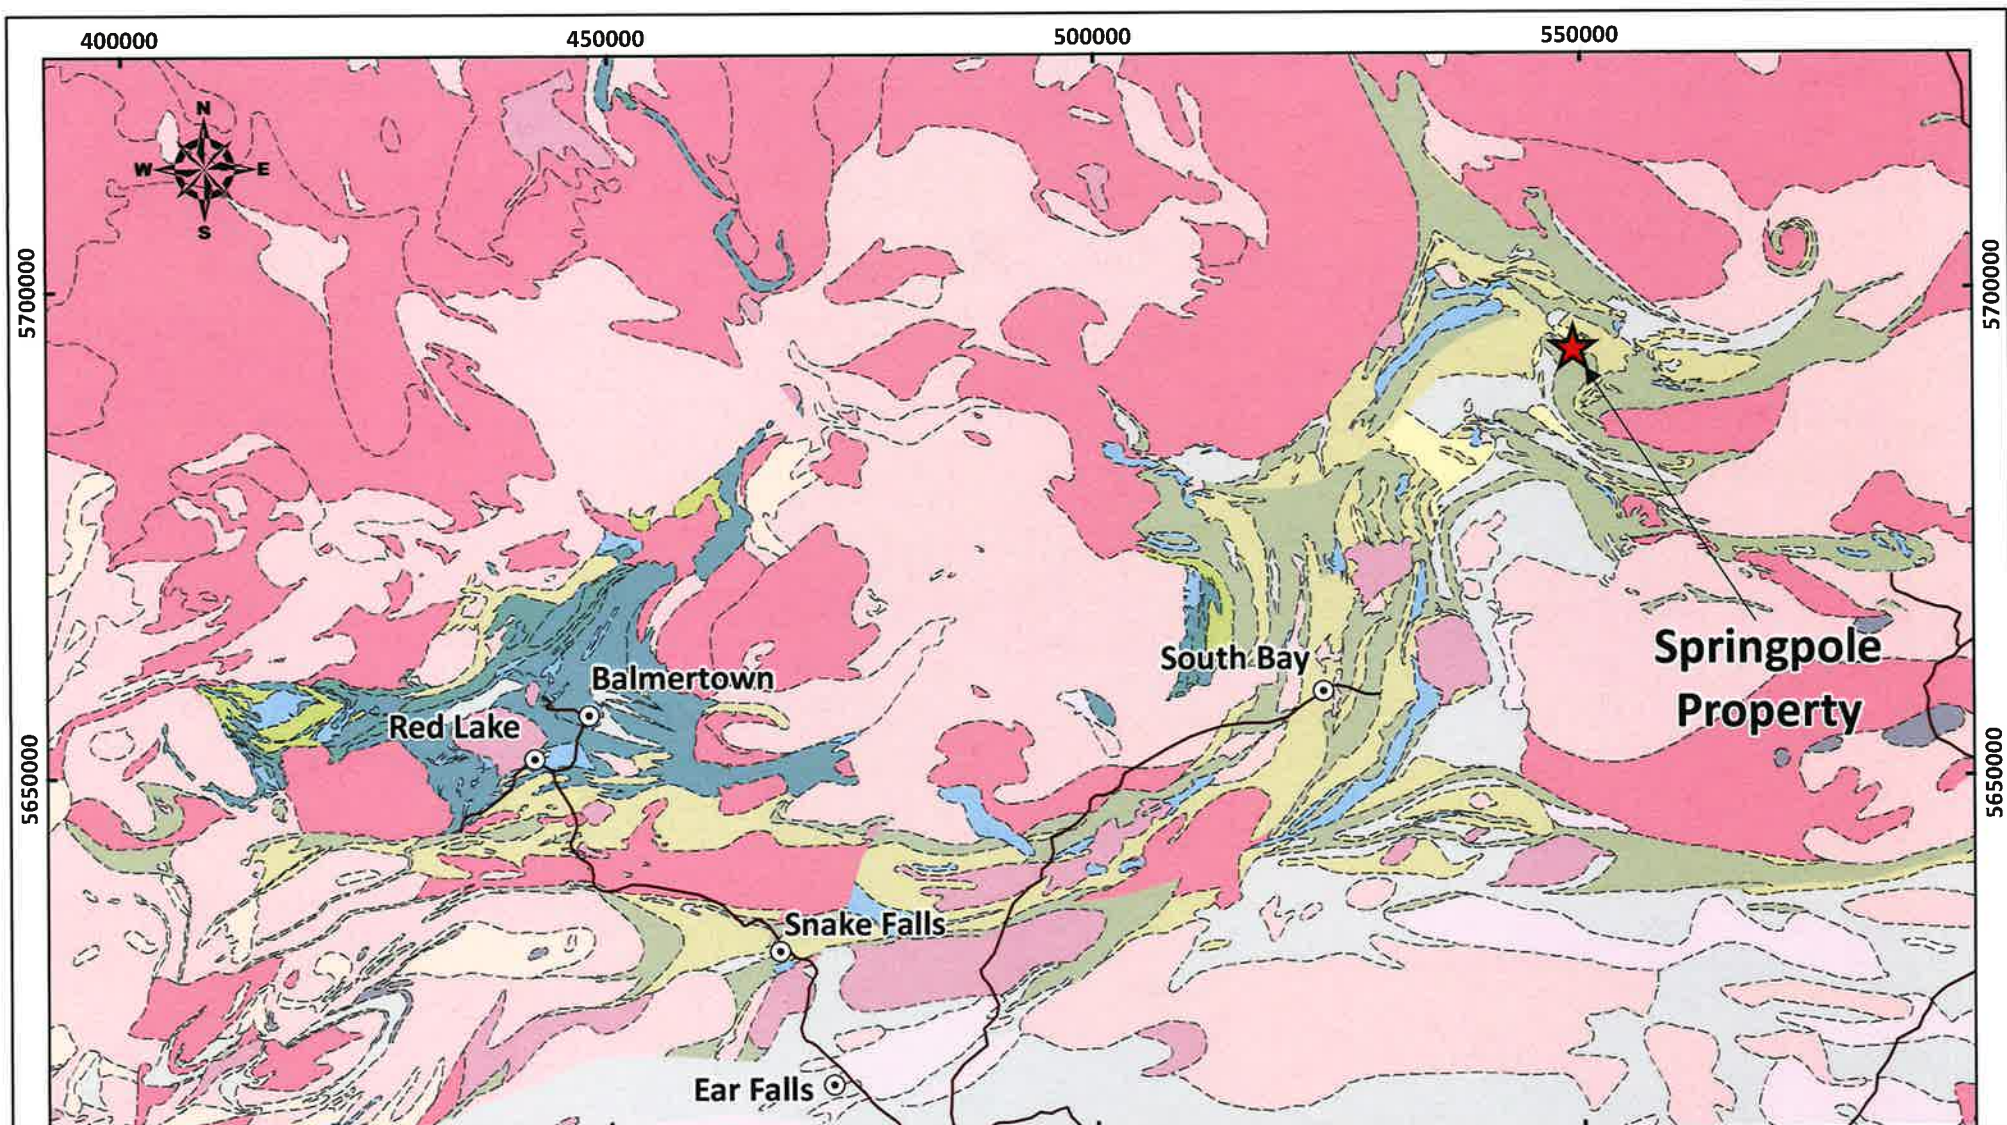 400000 450000 500000 550000
N
W E
S
5700000 5700000
Springpole
Property
South Bay
Balmertown
Red Lake
5650000 5650000
Snake Falls
Ear Falls